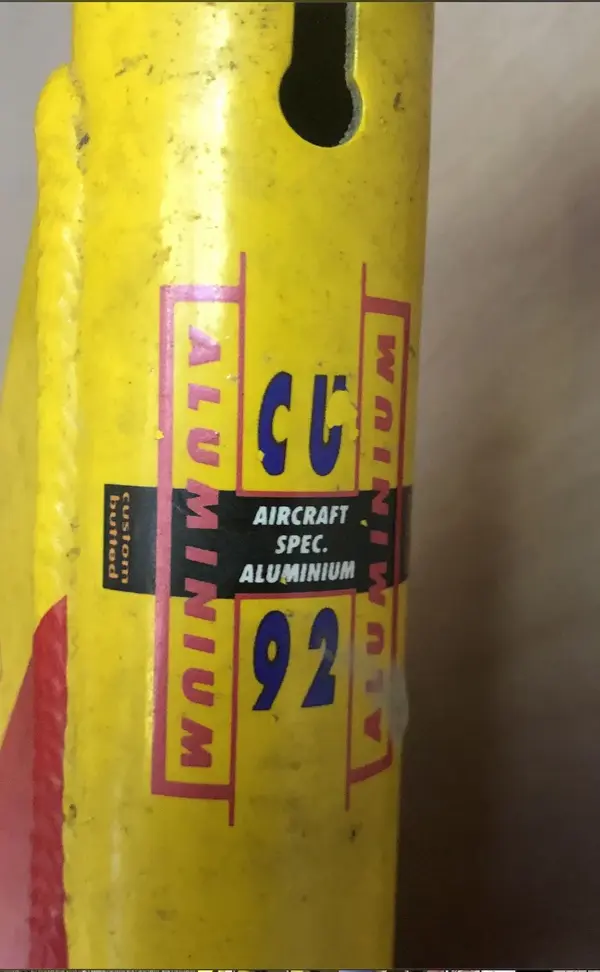 CU
AIRCRAFT
SPEC.
ALUMINIUM
92
ALUMINIUM
ALUMINIUM
custom
butted